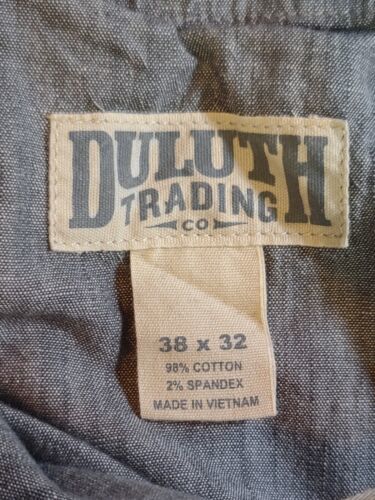 DULUTH
TRADING
CO
38 x 32
98% COTTON
2% SPANDEX
MADE IN VIETNAM